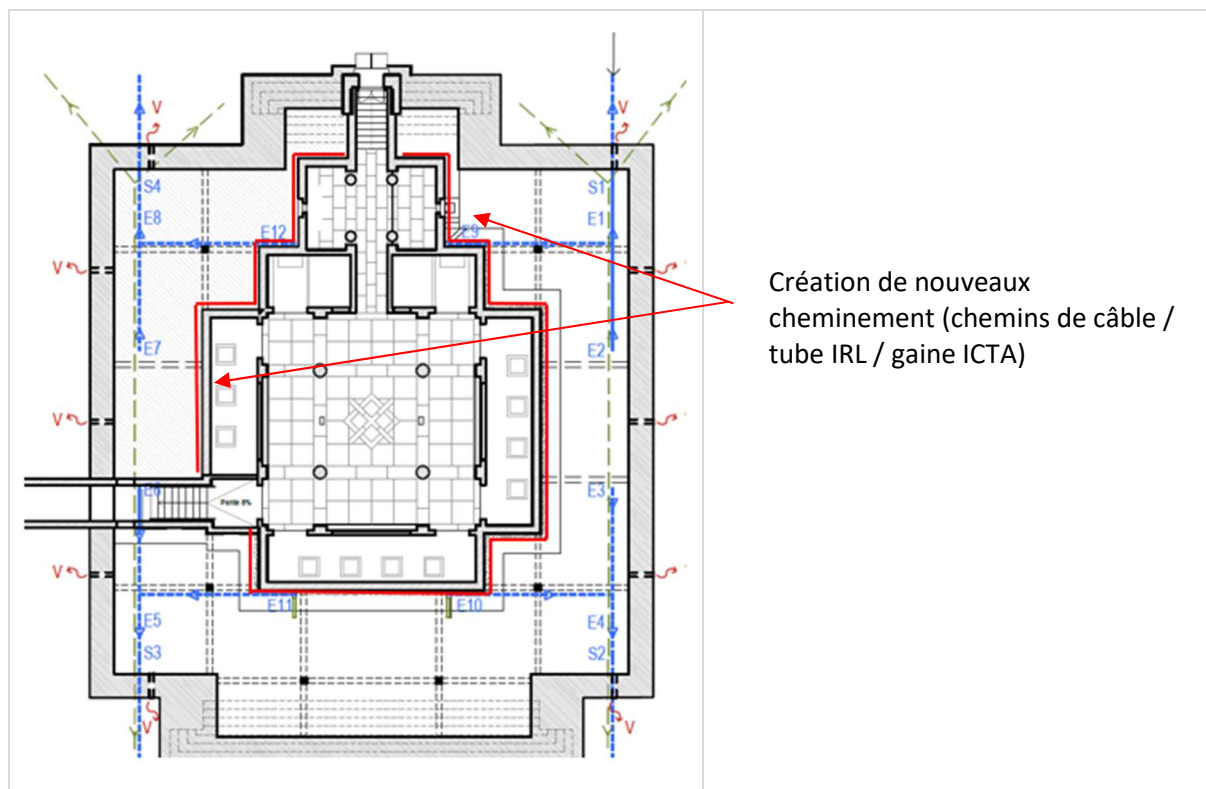 V
V
S4
S1
E8
E1
E12
E9
V
V
E7
E2
V
V
E6
Pente 8%
E3
V
V
E11
E10
E5
E4
S3
S2
V
V
Création de nouveaux
cheminement (chemins de câble /
tube IRL / gaine ICTA)